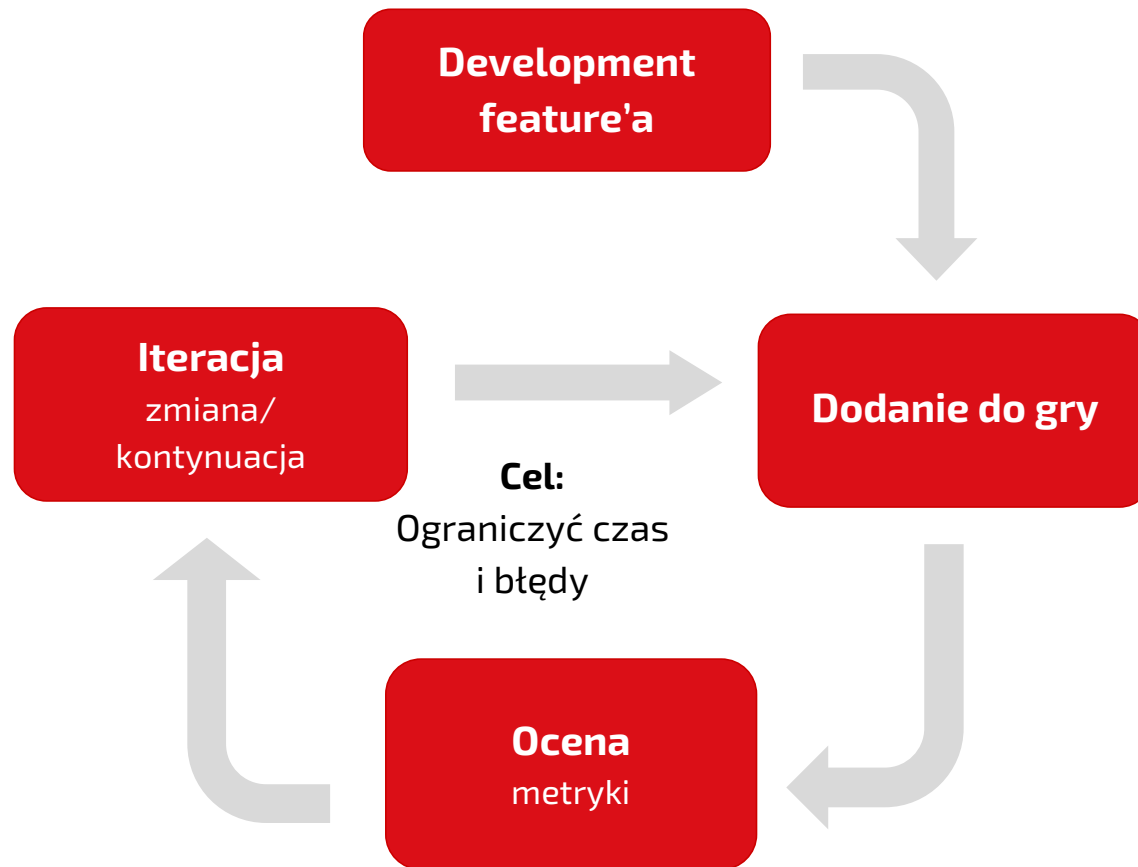 Development
feature’a
Iteracja
zmiana/
kontynuacja
Dodanie do gry
Cel:
Ograniczyć czas
i błędy
Ocena
metryki